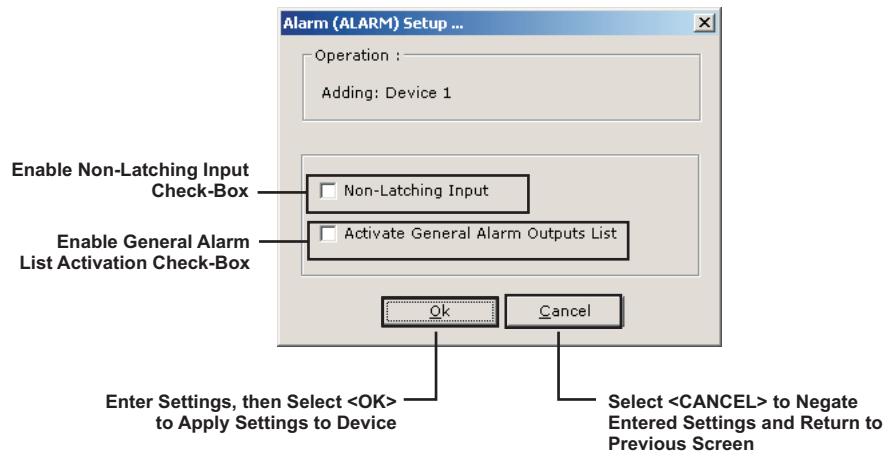 Alarm (ALARM) Setup ...
Operation :
Adding: Device 1
Enable Non-Latching Input
Check-Box
Non-Latching Input
Enable General Alarm
List Activation Check-Box
Activate General Alarm Outputs List
Ok
Cancel
Enter Settings, then Select <OK>
to Apply Settings to Device
Select <CANCEL> to Negate
Entered Settings and Return to
Previous Screen